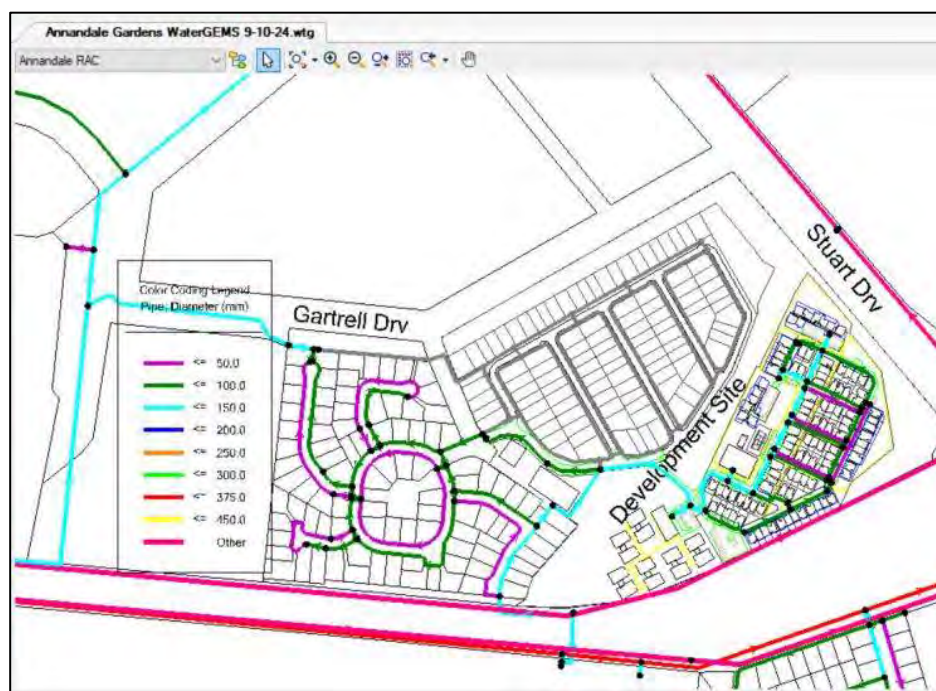 Annandale Gardens WaterGEMS 9-10-24.wtg
Annandale RAC
Stuart Drv
Color Coding Legend
Pipe: Diameter (mm)
Gartrell Drv
<= 50.0
<= 100.0
<= 150.0
<= 200.0
<= 250.0
<= 300.0
<= 375.0
<= 450.0
Other
Development Site